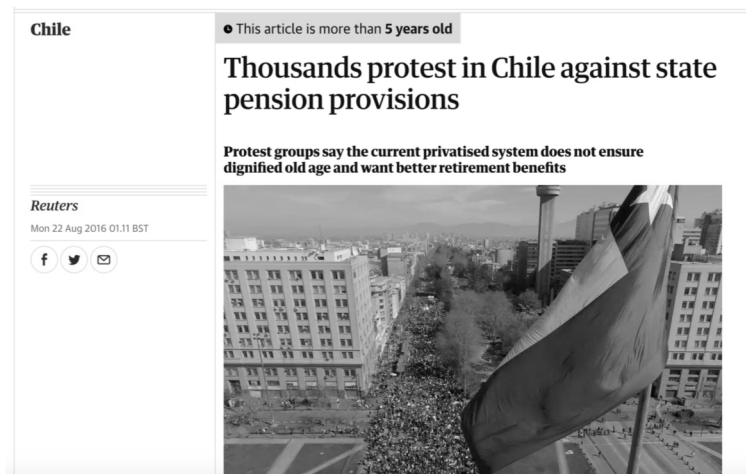 Chile
This article is more than 5 years old
Thousands protest in Chile against state
pension provisions
Protest groups say the current privatised system does not ensure
dignified old age and want better retirement benefits
Reuters
Mon 22 Aug 2016 01.11 BST